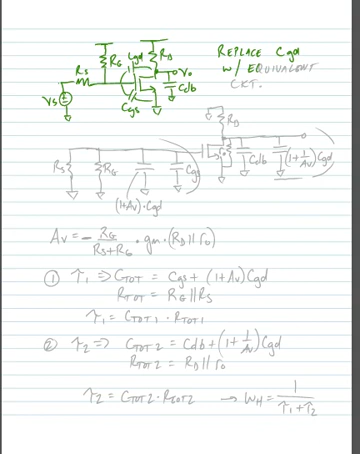 RS
RG
Cgd
RD
Vo
Cdb
Vs
Cgs
REPLACE Cgd
W/ EQUIVALENT
CKT.
RD
RS
RG
Cgs
(1+Av)·Cgd
ro
Cdb
(1+1/Av)Cgd
Av = - RG/(RS+RG) · gm·(RD||ro)
① τ1 => CTOT = Cgs + (1+Av)Cgd
RTOT = RG||RS
τ1 = CTOT1 · RTOT1
② τ2 => CTOT2 = Cdb + (1+1/Av)Cgd
RTOT2 = RD||ro
τ2 = CTOT2 · RTOT2 → WH = 1/(τ1+τ2)